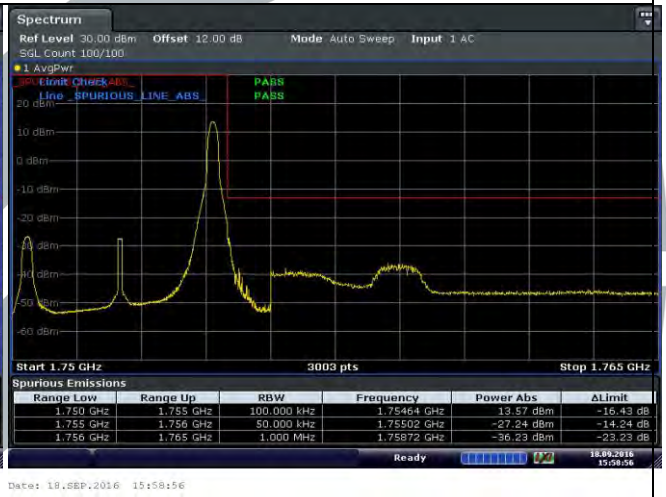 Spectrum
Ref Level 30.00 dBm Offset 12.00 dB Mode Auto Sweep Input 1 AC
SGL Count 100/100
1 AvgPwr
Limit Check PASS
Line _SPURIOUS_LINE_ABS_ PASS
20 dBm
10 dBm
0 dBm
-10 dBm
-20 dBm
-30 dBm
-40 dBm
-50 dBm
-60 dBm
Start 1.75 GHz 3003 pts Stop 1.765 GHz
Spurious Emissions
Range Low Range Up RBW Frequency Power Abs ΔLimit
1.750 GHz 1.755 GHz 100.000 kHz 1.75464 GHz 13.57 dBm -16.43 dB
1.755 GHz 1.756 GHz 50.000 kHz 1.75502 GHz -27.24 dBm -14.24 dB
1.756 GHz 1.765 GHz 1.000 MHz 1.75872 GHz -36.23 dBm -23.23 dB
Ready 18.09.2016
15:58:56
Date: 18.SEP.2016 15:58:56